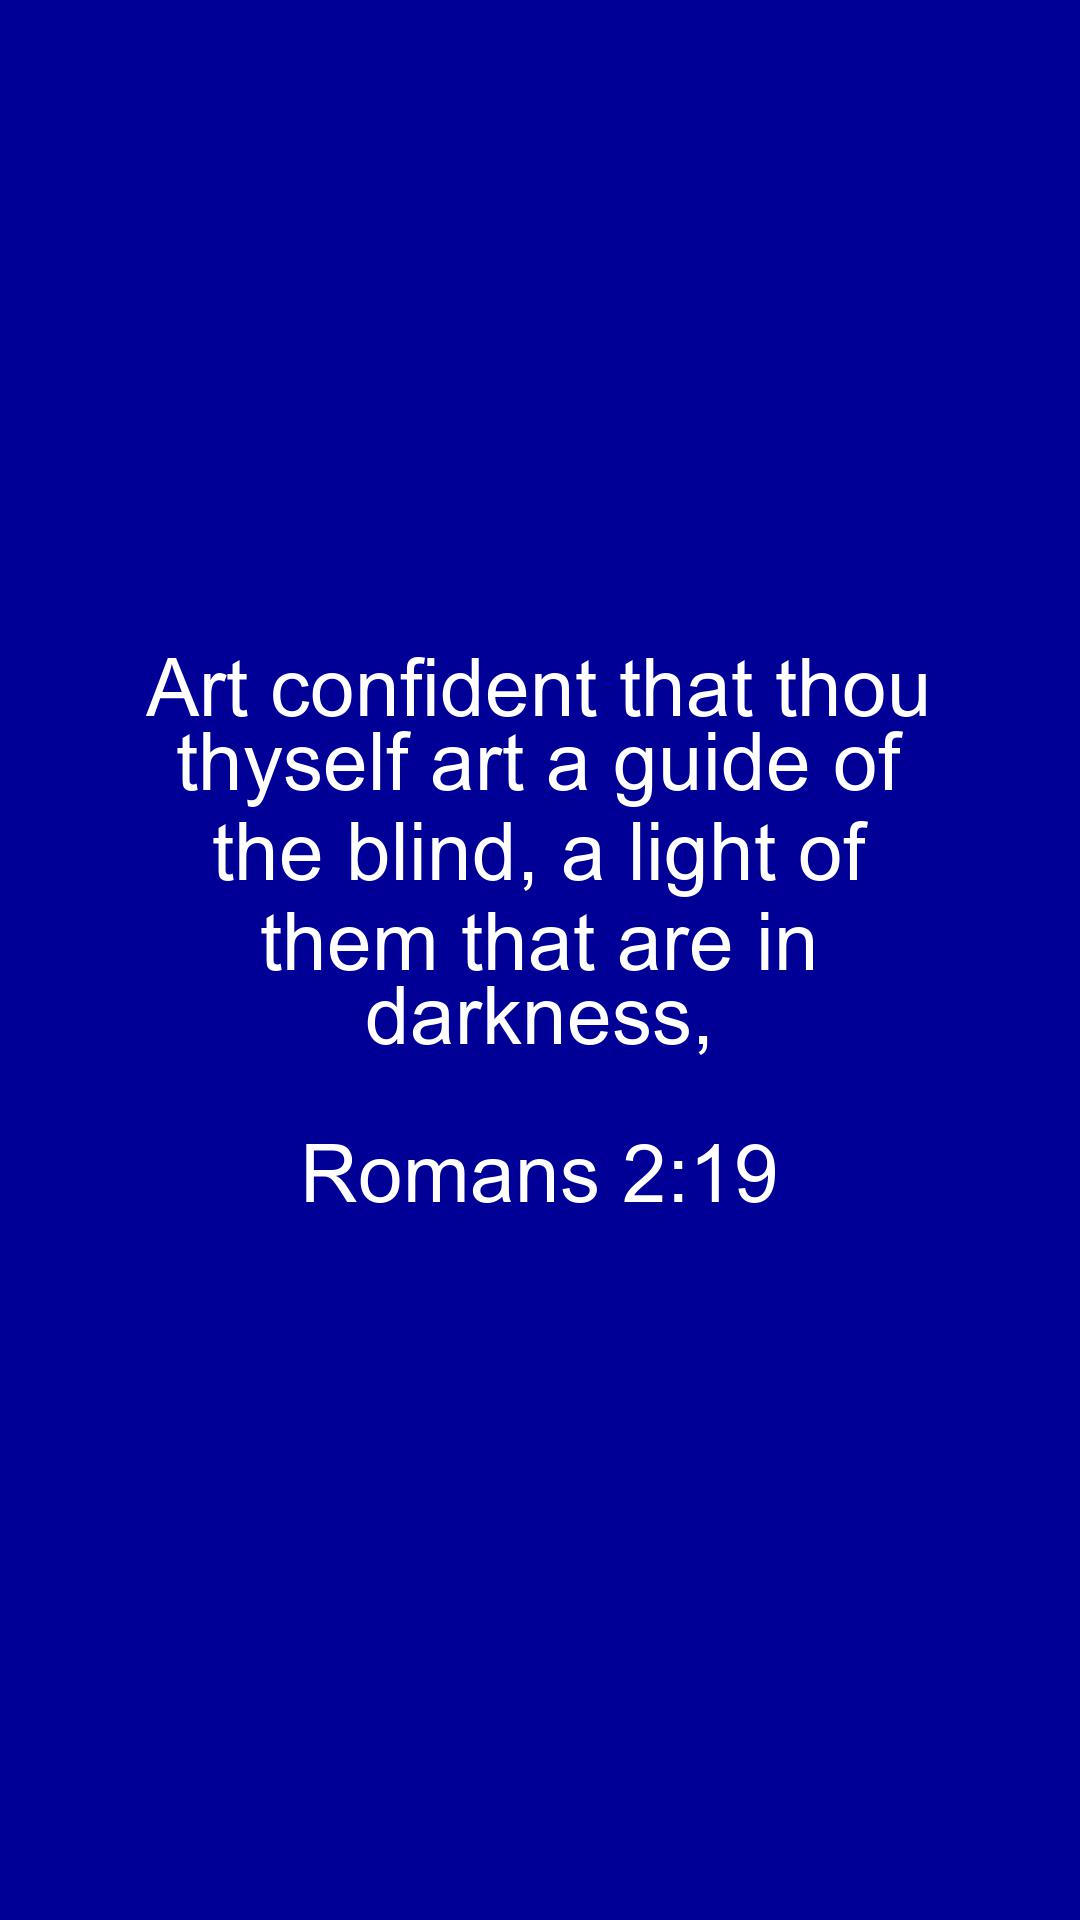 Art confident that thou
thyself art a guide of
the blind, a light of
them that are in
darkness,
Romans 2:19